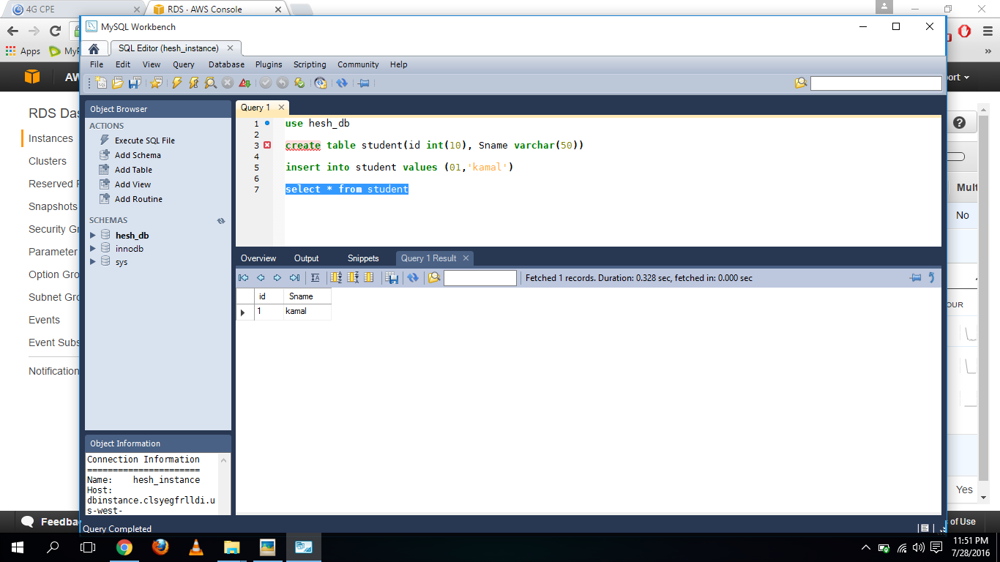 4G CPE
RDS · AWS Console
MySQL Workbench
Apps
SQL Editor (hesh_instance)
File Edit View Query Database Plugins Scripting Community Help
Object Browser
ACTIONS
Execute SQL File
Add Schema
Add Table
Add View
Add Routine
SCHEMAS
hesh_db
innodb
sys
Query 1
1 use hesh_db
2
3 create table student(id int(10), Sname varchar(50))
4
5 insert into student values (01,'kamal')
6
7 select * from student
Overview Output Snippets Query 1 Result
Fetched 1 records. Duration: 0.328 sec, fetched in: 0.000 sec
id Sname
1 kamal
Object Information
Connection Information
======================
Name: hesh_instance
Host:
dbinstance.clsyegfrlldi.u
s-west-
Query Completed
RDS Das
Instances
Clusters
Reserved
Snapshots
Security Gr
Parameter
Option Gro
Subnet Gro
Events
Event Subs
Notification
Feedba
AW
ort
Mult
No
OUR
Yes
of Use
11:51 PM
7/28/2016